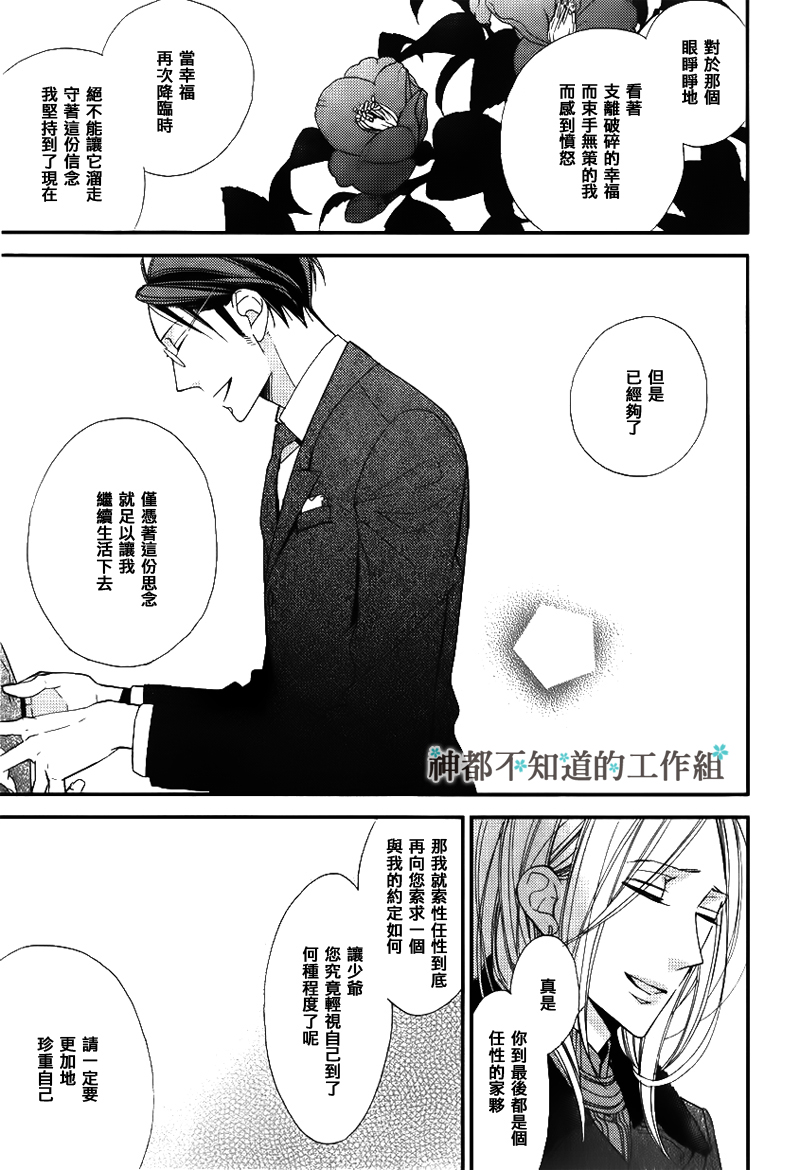 對於那個
眼睜睜地
看著
支離破碎的幸福
而束手無策的我
而感到憤怒
當幸福
再次降臨時
絕不能讓它溜走
守著這份信念
我堅持到了現在
但是
已經夠了
僅憑著這份思念
就足以讓我
繼續生活下去
神都不知道的工作組
真是
你到最後都是個
任性的家夥
那我就索性任性到底
再向您索求一個
與我的約定如何
讓少爺
您究竟輕視自己到了
何種程度了呢
請一定要
更加地
珍重自己